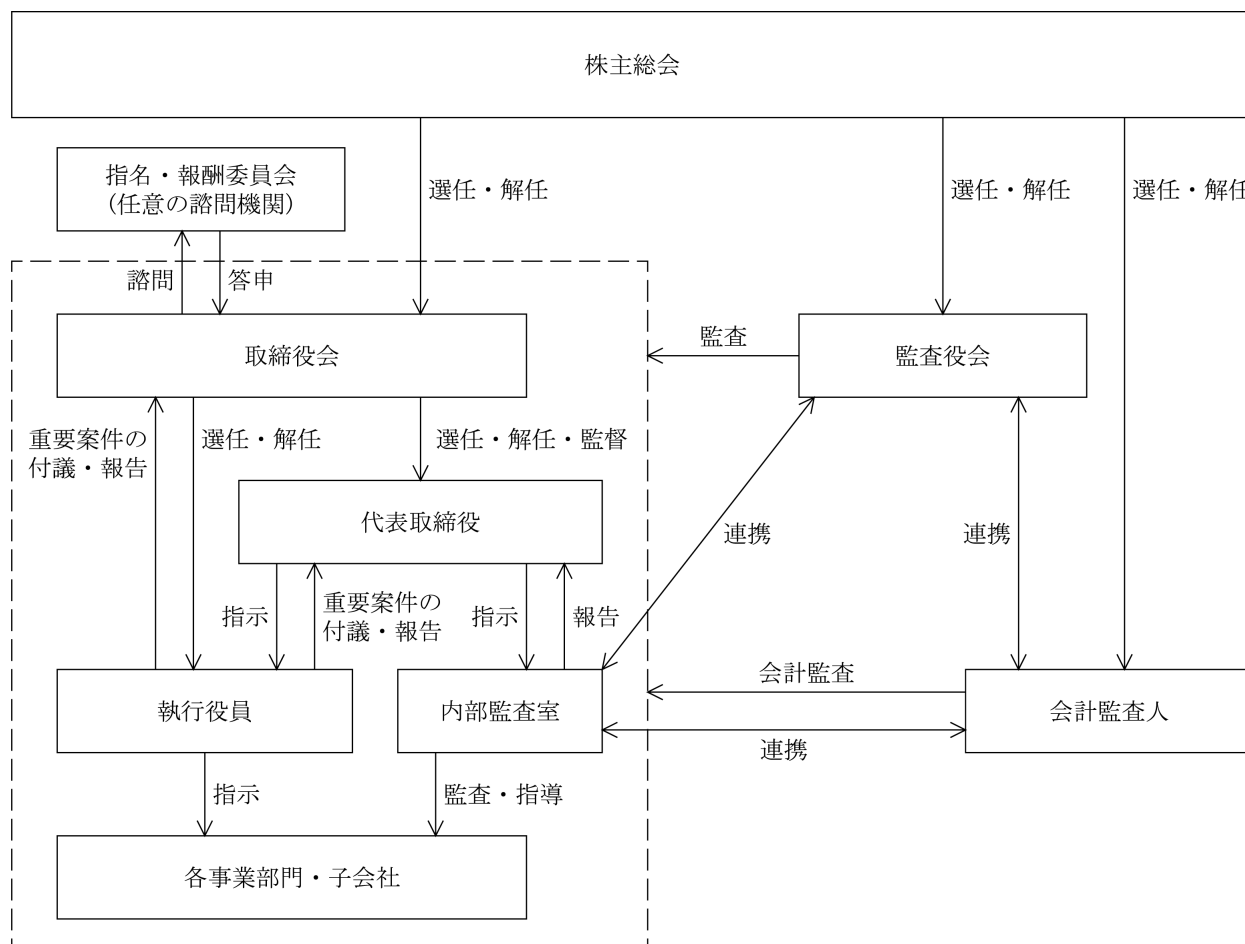 株主総会
指名・報酬委員会
(任意の諮問機関)
選任・解任
選任・解任
選任・解任
諮問
答申
取締役会
監査
監査役会
重要案件の
付議・報告
選任・解任
選任・解任・監督
代表取締役
連携
連携
指示
重要案件の
付議・報告
指示
報告
執行役員
内部監査室
会計監査
会計監査人
連携
指示
監査・指導
各事業部門・子会社